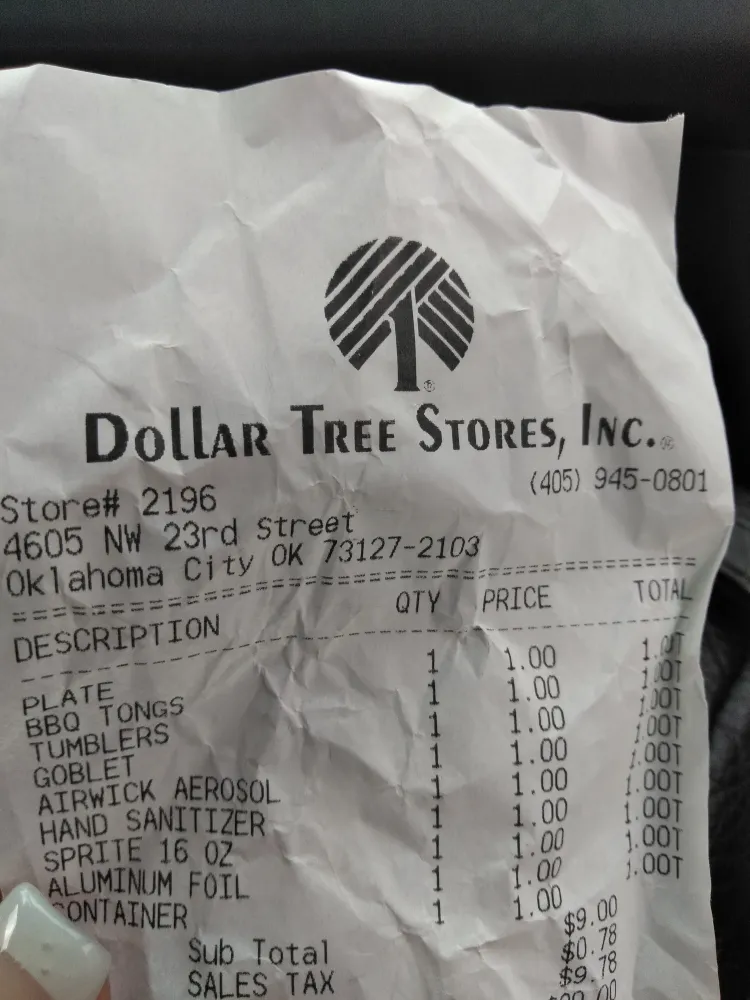 Dollar Tree Stores, Inc.®
(405) 945-0801
Store# 2196
4605 NW 23rd Street
Oklahoma City OK 73127-2103
DESCRIPTION QTY PRICE TOTAL
PLATE 1 1.00 1.00T
BBQ TONGS 1 1.00 1.00T
TUMBLERS 1 1.00 1.00T
GOBLET 1 1.00 1.00T
AIRWICK AEROSOL 1 1.00 1.00T
HAND SANITIZER 1 1.00 1.00T
SPRITE 16 OZ 1 1.00 1.00T
ALUMINUM FOIL 1 1.00 1.00T
CONTAINER 1 1.00 1.00T
Sub Total $9.00
SALES TAX $0.78
$9.78